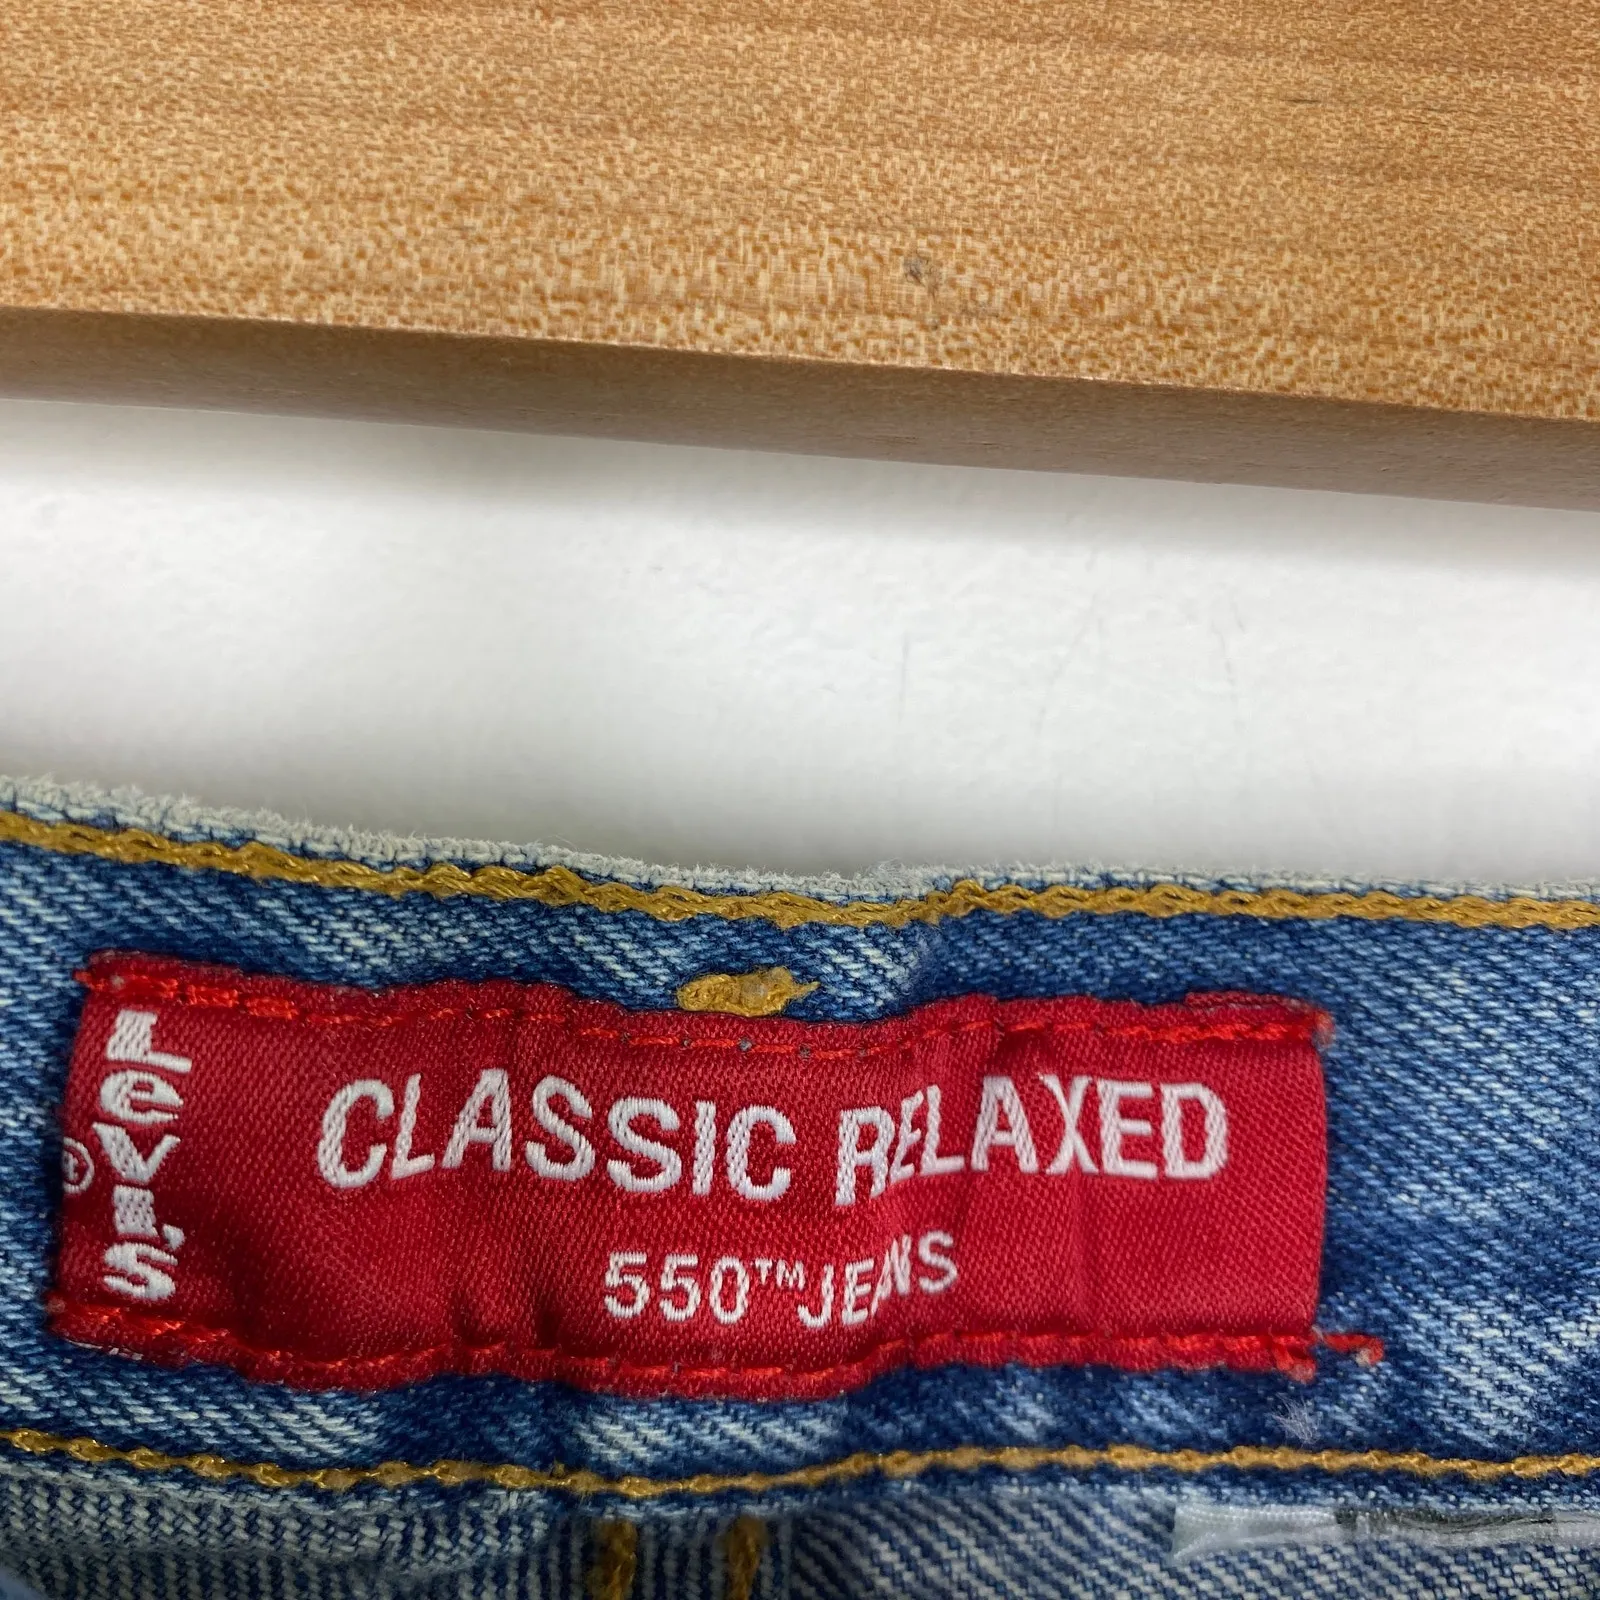 LEVI'S ®
CLASSIC RELAXED
550™ JEANS